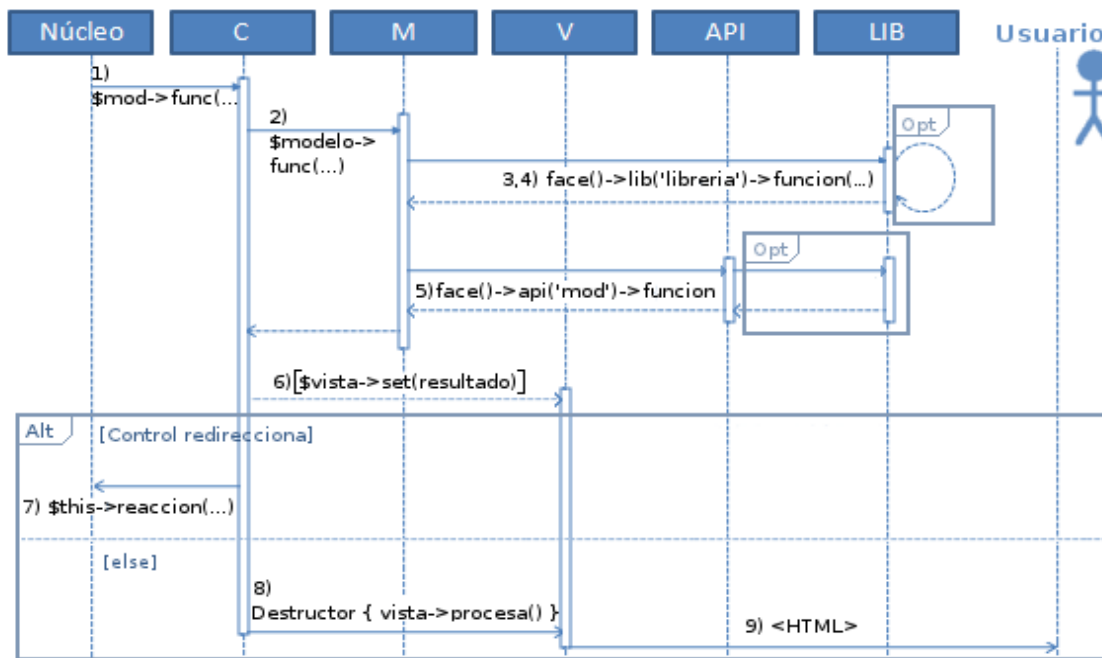 Núcleo
C
M
V
API
LIB
Usuario
1)
$mod->func(...
2)
$modelo->
func(...)
Opt
3,4) face()->lib('libreria')->funcion(...)
Opt
5)face()->api('mod')->funcion
6)[$vista->set(resultado)]
Alt
[Control redirecciona]
7) $this->reaccion(...)
[else]
8)
Destructor { vista->procesa() }
9) <HTML>